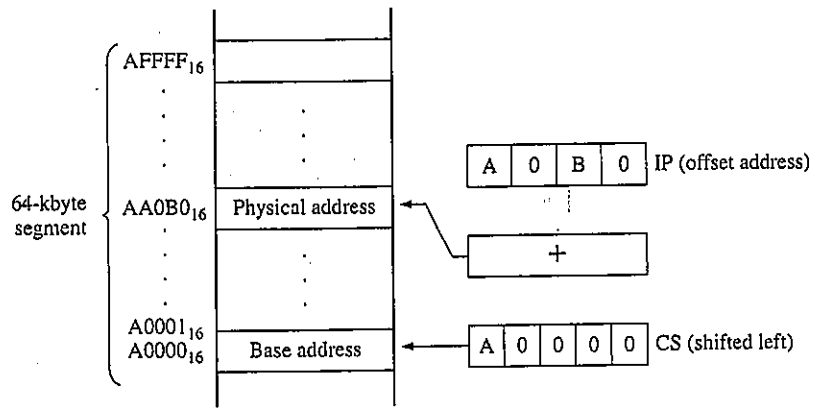 AFFFF₁₆
A 0 B 0 IP (offset address)
64-kbyte
segment
AA0B0₁₆ Physical address
+
A0001₁₆
A0000₁₆ Base address
A 0 0 0 0 CS (shifted left)